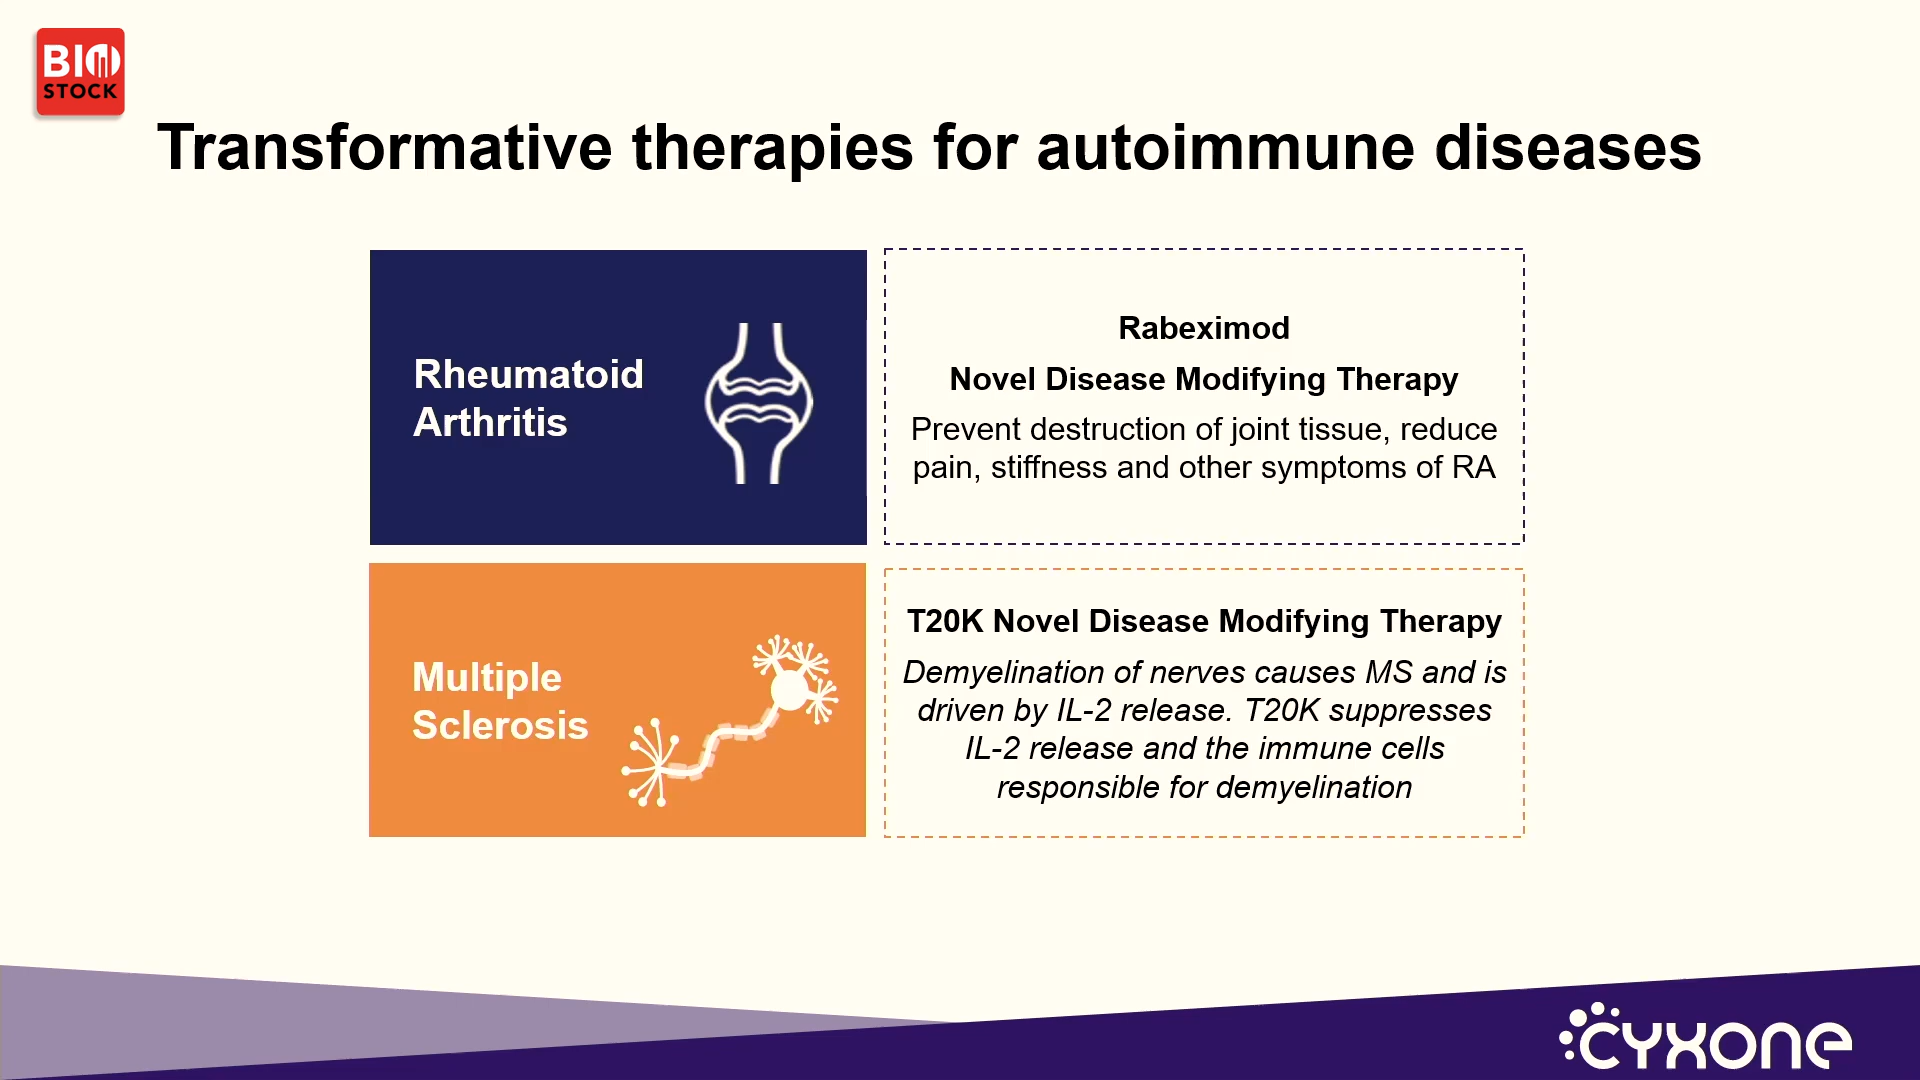 BIO
STOCK
Transformative therapies for autoimmune diseases
Rheumatoid
Arthritis
Rabeximod
Novel Disease Modifying Therapy
Prevent destruction of joint tissue, reduce
pain, stiffness and other symptoms of RA
Multiple
Sclerosis
T20K Novel Disease Modifying Therapy
Demyelination of nerves causes MS and is
driven by IL-2 release. T20K suppresses
IL-2 release and the immune cells
responsible for demyelination
cyxone